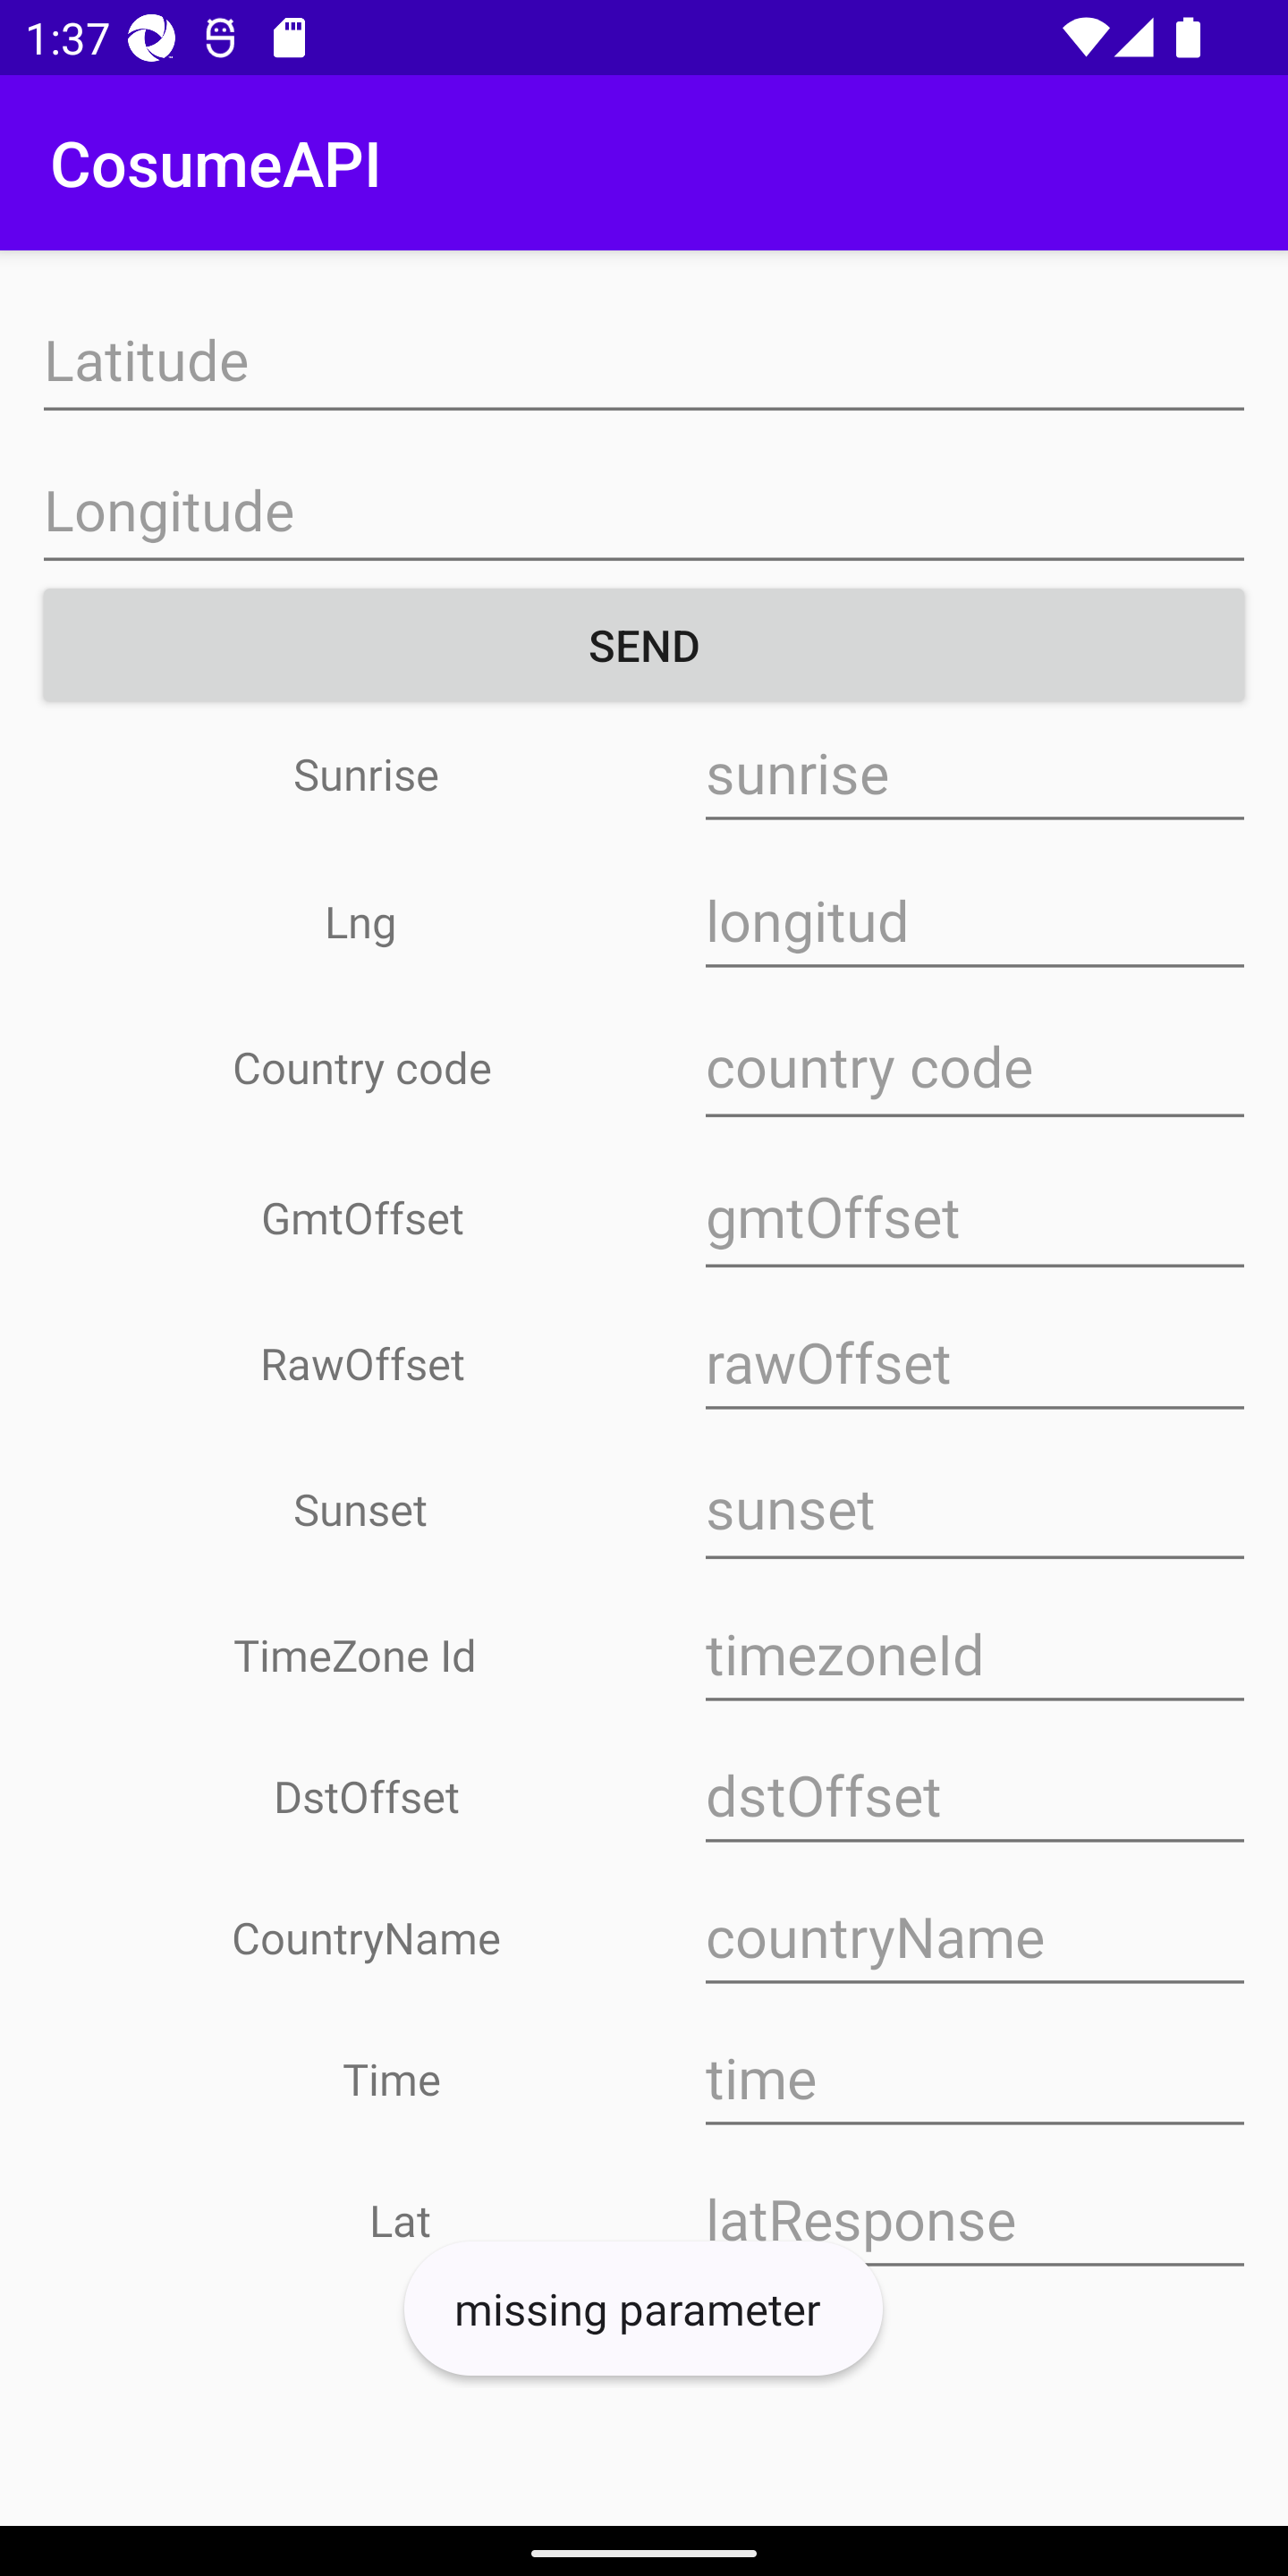 1:37
CosumeAPI
Latitude
Longitude
SEND
Sunrise sunrise
Lng longitud
Country code country code
GmtOffset gmtOffset
RawOffset rawOffset
Sunset sunset
TimeZone Id timezoneId
DstOffset dstOffset
CountryName countryName
Time time
Lat latResponse
missing parameter